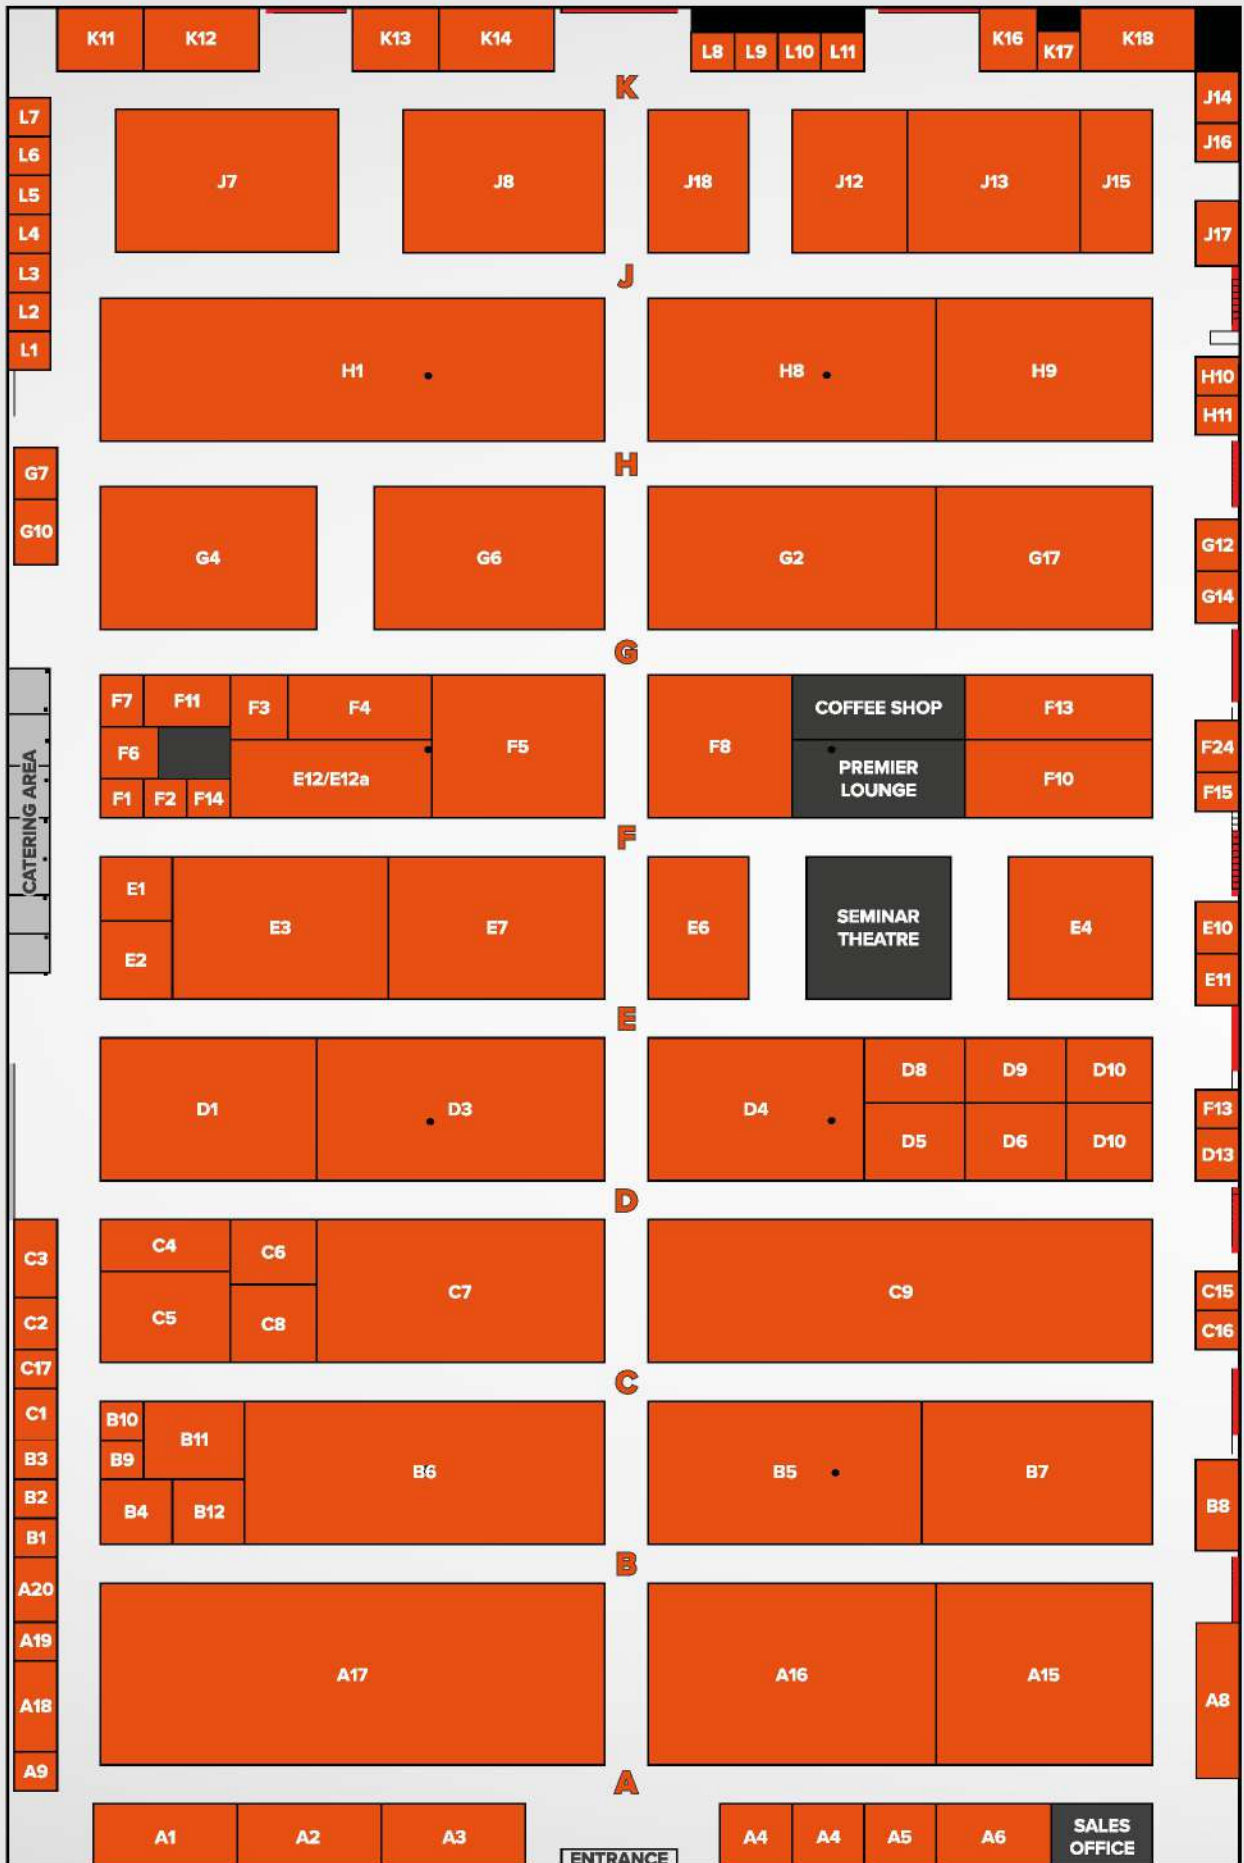 K11 K12 K13 K14 L8 L9 L10 L11 K16 K17 K18
K
J14
L7
J16
L6
J7 J8 J18 J12 J13 J15
L5
L4
J17
L3
J
L2
L1
H1 H8 H9
H10
H11
H
G7
G10
G4 G6 G2 G17
G12
G14
G
F7 F11 F3 F4 COFFEE SHOP F13
F6 F5 F8 F24
E12/E12a PREMIER
LOUNGE F10
F1 F2 F14 F15
CATERING AREA
F
E1
E3 E7 E6 SEMINAR
THEATRE E4 E10
E2
E11
E
D8 D9 D10
D1 D3 D4 F13
D5 D6 D10
D13
D
C3 C4 C6
C7 C9 C15
C5 C8
C2 C16
C17
C
C1 B10
B11
B3 B9
B6 B5 B7
B2 B4 B12 B8
B1
B
A20
A19
A17 A16 A15
A18 A8
A9
A
A1 A2 A3 A4 A4 A5 A6 SALES
OFFICE
ENTRANCE